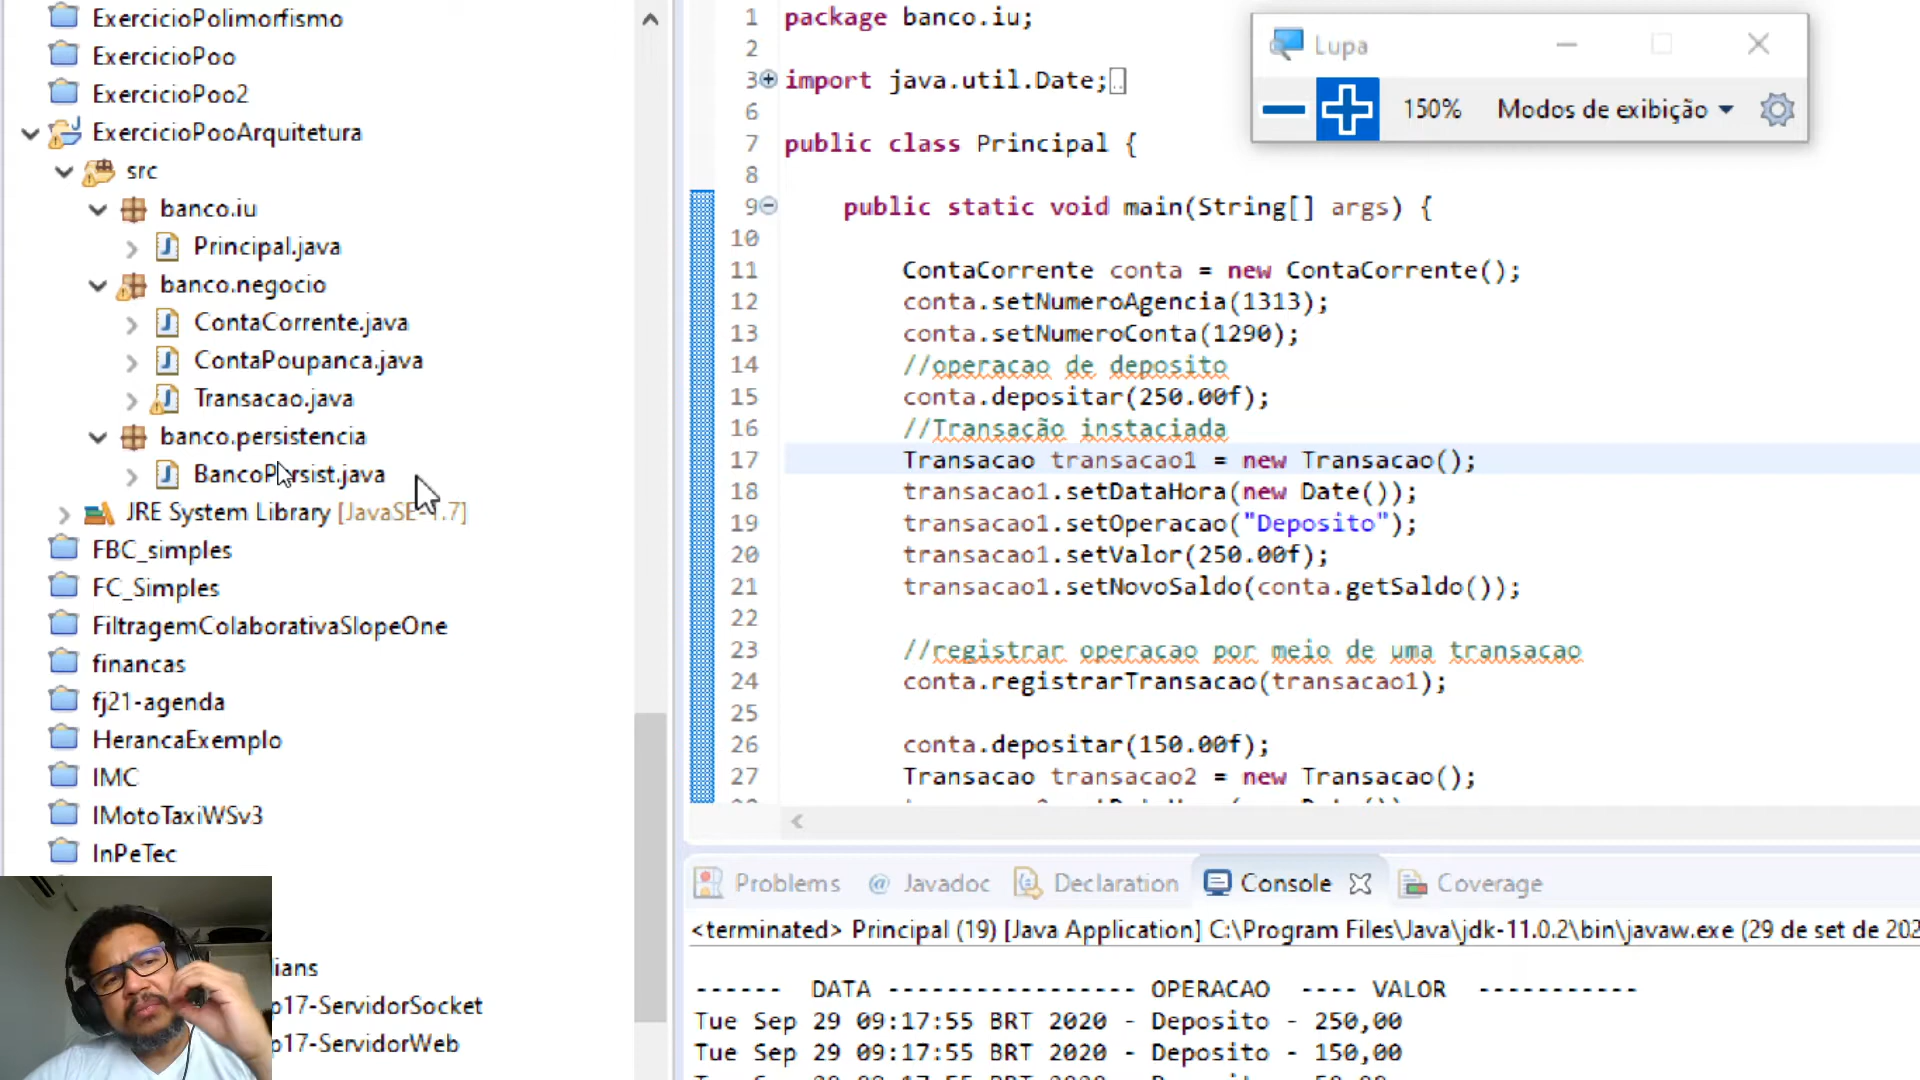 ExercicioPolimorfismo
ExercicioPoo
ExercicioPoo2
ExercicioPooArquitetura
src
banco.iu
Principal.java
banco.negocio
ContaCorrente.java
ContaPoupanca.java
Transacao.java
banco.persistencia
BancoPersist.java
JRE System Library [JavaSE-1.7]
FBC_simples
FC_Simples
FiltragemColaborativaSlopeOne
financas
fj21-agenda
HerancaExemplo
IMC
IMotoTaxiWSv3
InPeTec
ians
p17-ServidorSocket
p17-ServidorWeb
1 package banco.iu;
2
3 import java.util.Date;
6
7 public class Principal {
8
9 public static void main(String[] args) {
10
11 ContaCorrente conta = new ContaCorrente();
12 conta.setNumeroAgencia(1313);
13 conta.setNumeroConta(1290);
14 //operacao de deposito
15 conta.depositar(250.00f);
16 //Transação instaciada
17 Transacao transacao1 = new Transacao();
18 transacao1.setDataHora(new Date());
19 transacao1.setOperacao("Deposito");
20 transacao1.setValor(250.00f);
21 transacao1.setNovoSaldo(conta.getSaldo());
22
23 //registrar operacao por meio de uma transacao
24 conta.registrarTransacao(transacao1);
25
26 conta.depositar(150.00f);
27 Transacao transacao2 = new Transacao();
Lupa
150% Modos de exibição
Problems @ Javadoc Declaration Console Coverage
<terminated> Principal (19) [Java Application] C:\Program Files\Java\jdk-11.0.2\bin\javaw.exe (29 de set de 202
------ DATA ----------------- OPERACAO ---- VALOR -----------
Tue Sep 29 09:17:55 BRT 2020 - Deposito - 250,00
Tue Sep 29 09:17:55 BRT 2020 - Deposito - 150,00